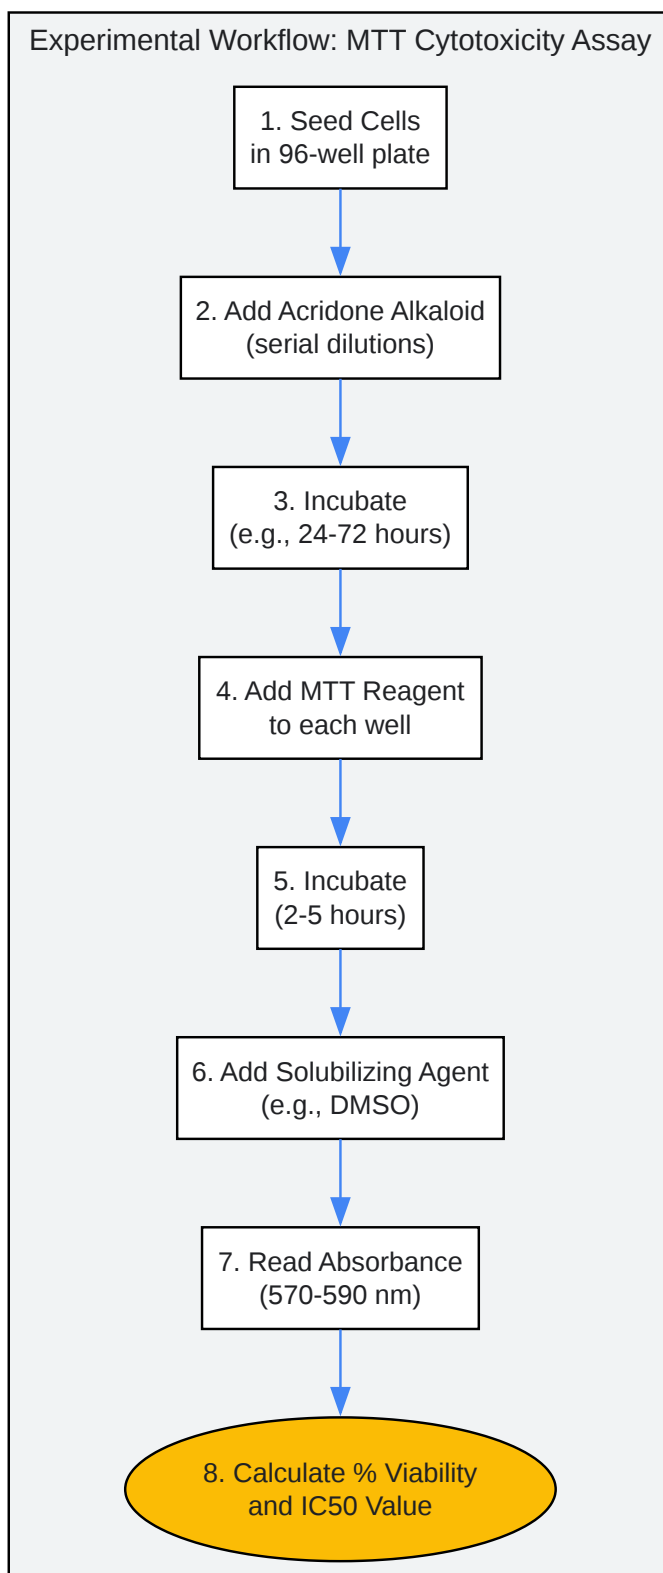 Experimental Workflow: MTT Cytotoxicity Assay
1. Seed Cells
in 96-well plate
2. Add Acridone Alkaloid
(serial dilutions)
3. Incubate
(e.g., 24-72 hours)
4. Add MTT Reagent
to each well
5. Incubate
(2-5 hours)
6. Add Solubilizing Agent
(e.g., DMSO)
7. Read Absorbance
(570-590 nm)
8. Calculate % Viability
and IC50 Value